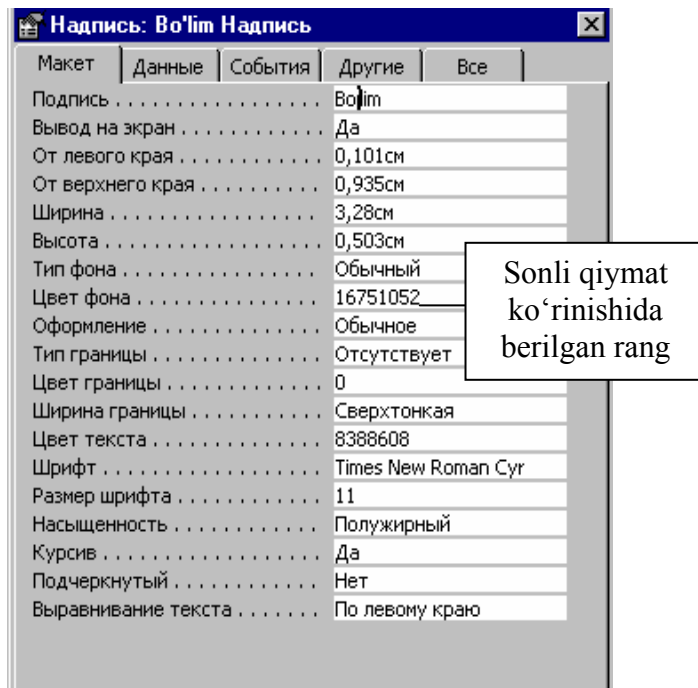 Надпись: Bo'lim Надпись
Макет Данные События Другие Все
Подпись . . . . . . . . . . . . . . . . . Bo'lim
Вывод на экран . . . . . . . . . . . . Да
От левого края . . . . . . . . . . . . 0,101см
От верхнего края . . . . . . . . . . 0,935см
Ширина . . . . . . . . . . . . . . . . . 3,28см
Высота . . . . . . . . . . . . . . . . . 0,503см
Тип фона . . . . . . . . . . . . . . . . Обычный
Цвет фона . . . . . . . . . . . . . . . 16751052
Оформление . . . . . . . . . . . . . . Обычное
Тип границы . . . . . . . . . . . . . . Отсутствует
Цвет границы . . . . . . . . . . . . . 0
Ширина границы . . . . . . . . . . . Сверхтонкая
Цвет текста . . . . . . . . . . . . . . 8388608
Шрифт . . . . . . . . . . . . . . . . . . Times New Roman Cyr
Размер шрифта . . . . . . . . . . . . 11
Насыщенность . . . . . . . . . . . . Полужирный
Курсив . . . . . . . . . . . . . . . . . . Да
Подчеркнутый . . . . . . . . . . . . Нет
Выравнивание текста . . . . . . . По левому краю
Sonli qiymat
ko‘rinishida
berilgan rang